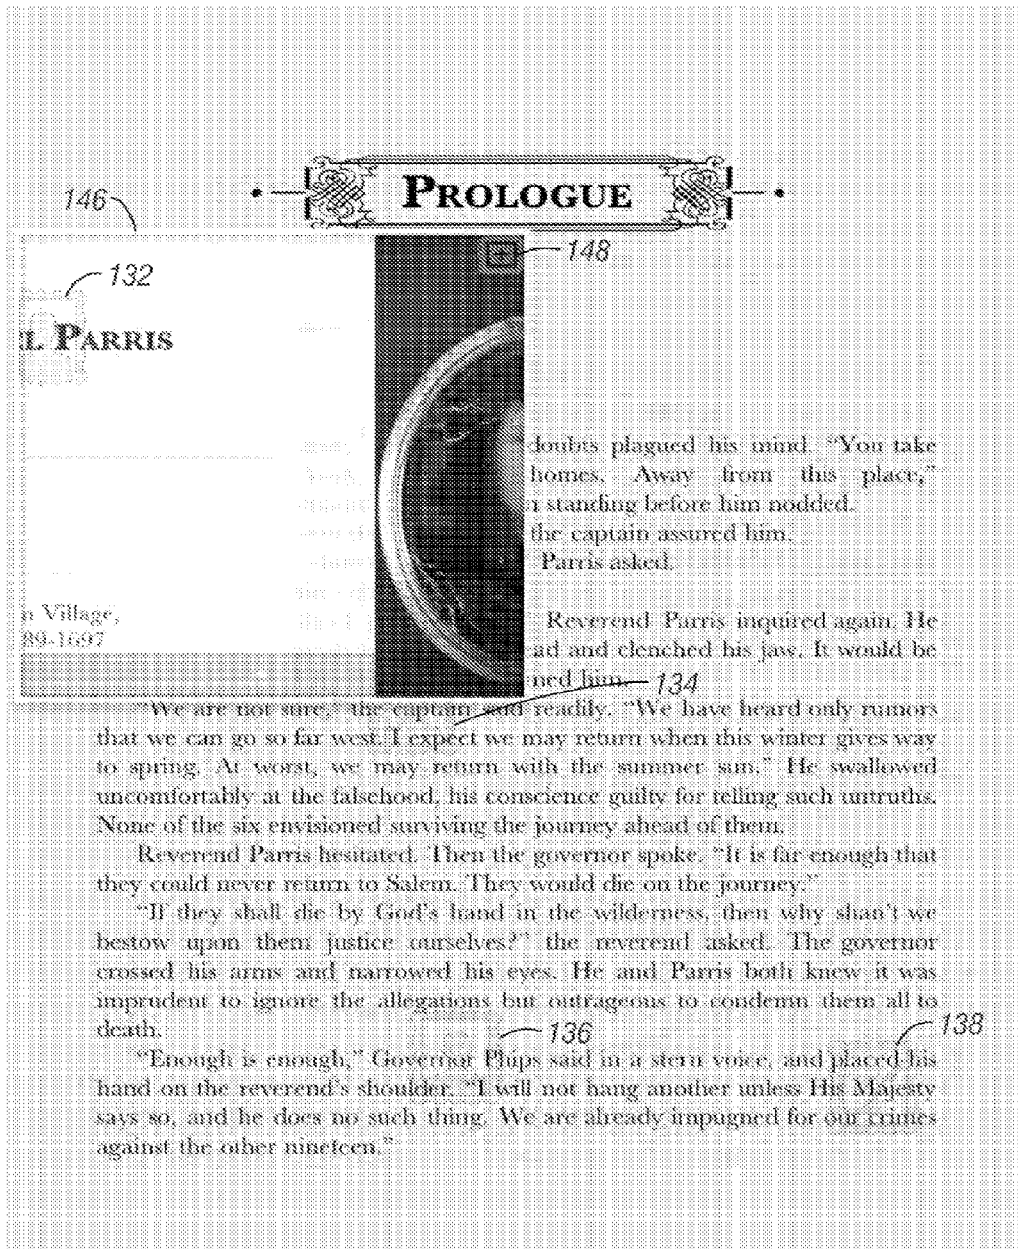 PROLOGUE
146
148
132
L PARRIS
doubts plagued his mind. “You take
homes. Away from this place,”
standing before him nodded.
the captain assured him.
Parris asked.
n Village,
Reverend Parris inquired again. He
89-1697
ad and clenched his jaw. It would be
ned him.
134
“We are not sure,” the captain said readily. “We have heard only rumors
that we can go so far west. I expect we may return when this winter gives way
to spring. At worst, we may return with the summer sun.” He swallowed
uncomfortably at the falsehood, his conscience guilty for telling such untruths.
None of the six envisioned surviving the journey ahead of them.
Reverend Parris hesitated. Then the governor spoke. “It is far enough that
they could never return to Salem. They would die on the journey.”
“If they shall die by God’s hand in the wilderness, then why shan’t we
bestow upon them justice ourselves?” the reverend asked. The governor
crossed his arms and narrowed his eyes. He and Parris both knew it was
imprudent to ignore the allegations but outrageous to condemn them all to
death.
136
138
“Enough is enough,” Governor Phips said in a stern voice, and placed his
hand on the reverend’s shoulder. “I will not hang another unless His Majesty
says so, and he does no such thing. We are already impugned for our crimes
against the other nineteen.”